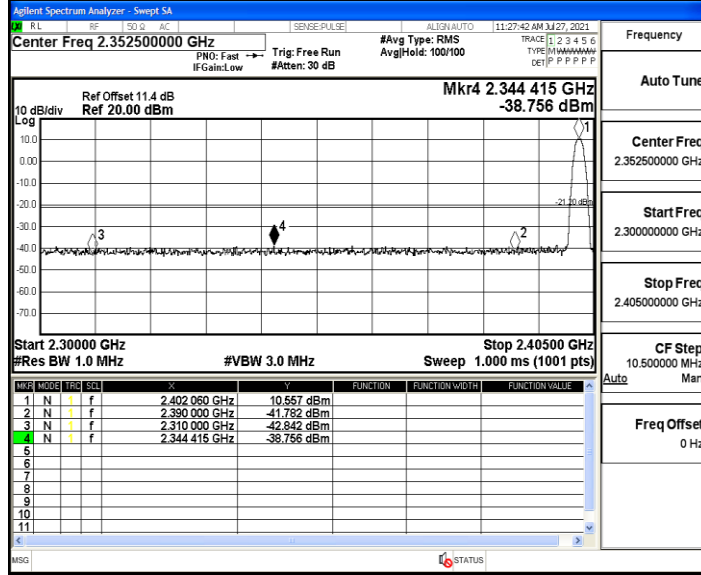 Agilent Spectrum Analyzer - Swept SA
RL RF 50 Ω AC SENSE:PULSE ALIGN AUTO 11:27:42 AM Jul 27, 2021
Center Freq 2.352500000 GHz
PNO: Fast
IFGain:Low
Trig: Free Run
#Atten: 30 dB
#Avg Type: RMS
Avg|Hold: 100/100
TRACE 1 2 3 4 5 6
TYPE MWWWWW
DET P P P P P P
Mkr4 2.344 415 GHz
-38.756 dBm
Ref Offset 11.4 dB
Ref 20.00 dBm
10 dB/div
Log
10.0
0.00
-10.0
-20.0
-30.0
-40.0
-50.0
-60.0
-70.0
-21.20 dBm
1
2
3
4
Start 2.30000 GHz Stop 2.40500 GHz
#Res BW 1.0 MHz #VBW 3.0 MHz Sweep 1.000 ms (1001 pts)
MKR MODE TRC SCL X Y FUNCTION FUNCTION WIDTH FUNCTION VALUE
1 N 1 f 2.402 060 GHz 10.557 dBm
2 N 1 f 2.390 000 GHz -41.782 dBm
3 N 1 f 2.310 000 GHz -42.842 dBm
4 N 1 f 2.344 415 GHz -38.756 dBm
5
6
7
8
9
10
11
MSG STATUS
Frequency
Auto Tune
Center Freq
2.352500000 GHz
Start Freq
2.300000000 GHz
Stop Freq
2.405000000 GHz
CF Step
10.500000 MHz
Auto Man
Freq Offset
0 Hz